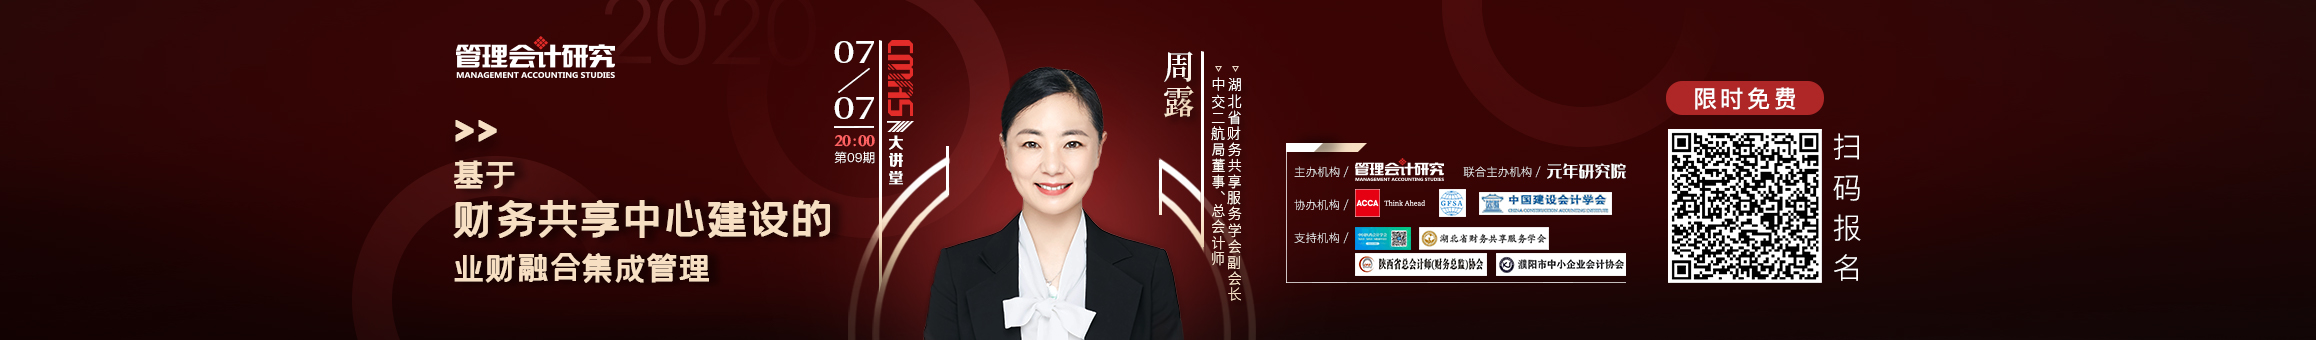 2020
管理会计研究
MANAGEMENT ACCOUNTING STUDIES
>>
基于
财务共享中心建设的
业财融合集成管理
07
/
07
20:00
第09期
CMAS
大讲堂
周露
▽湖北省财务共享服务学会副会长
▽中交二航局董事、总会计师
主办机构 / 管理会计研究 MANAGEMENT ACCOUNTING STUDIES 联合主办机构 / 元年研究院
协办机构 / ACCA Think Ahead GFSA 中国建设会计学会
支持机构 / 湖北省财务共享服务学会
陕西省总会计师(财务总监)协会 濮阳市中小企业会计协会
限时免费
扫码报名